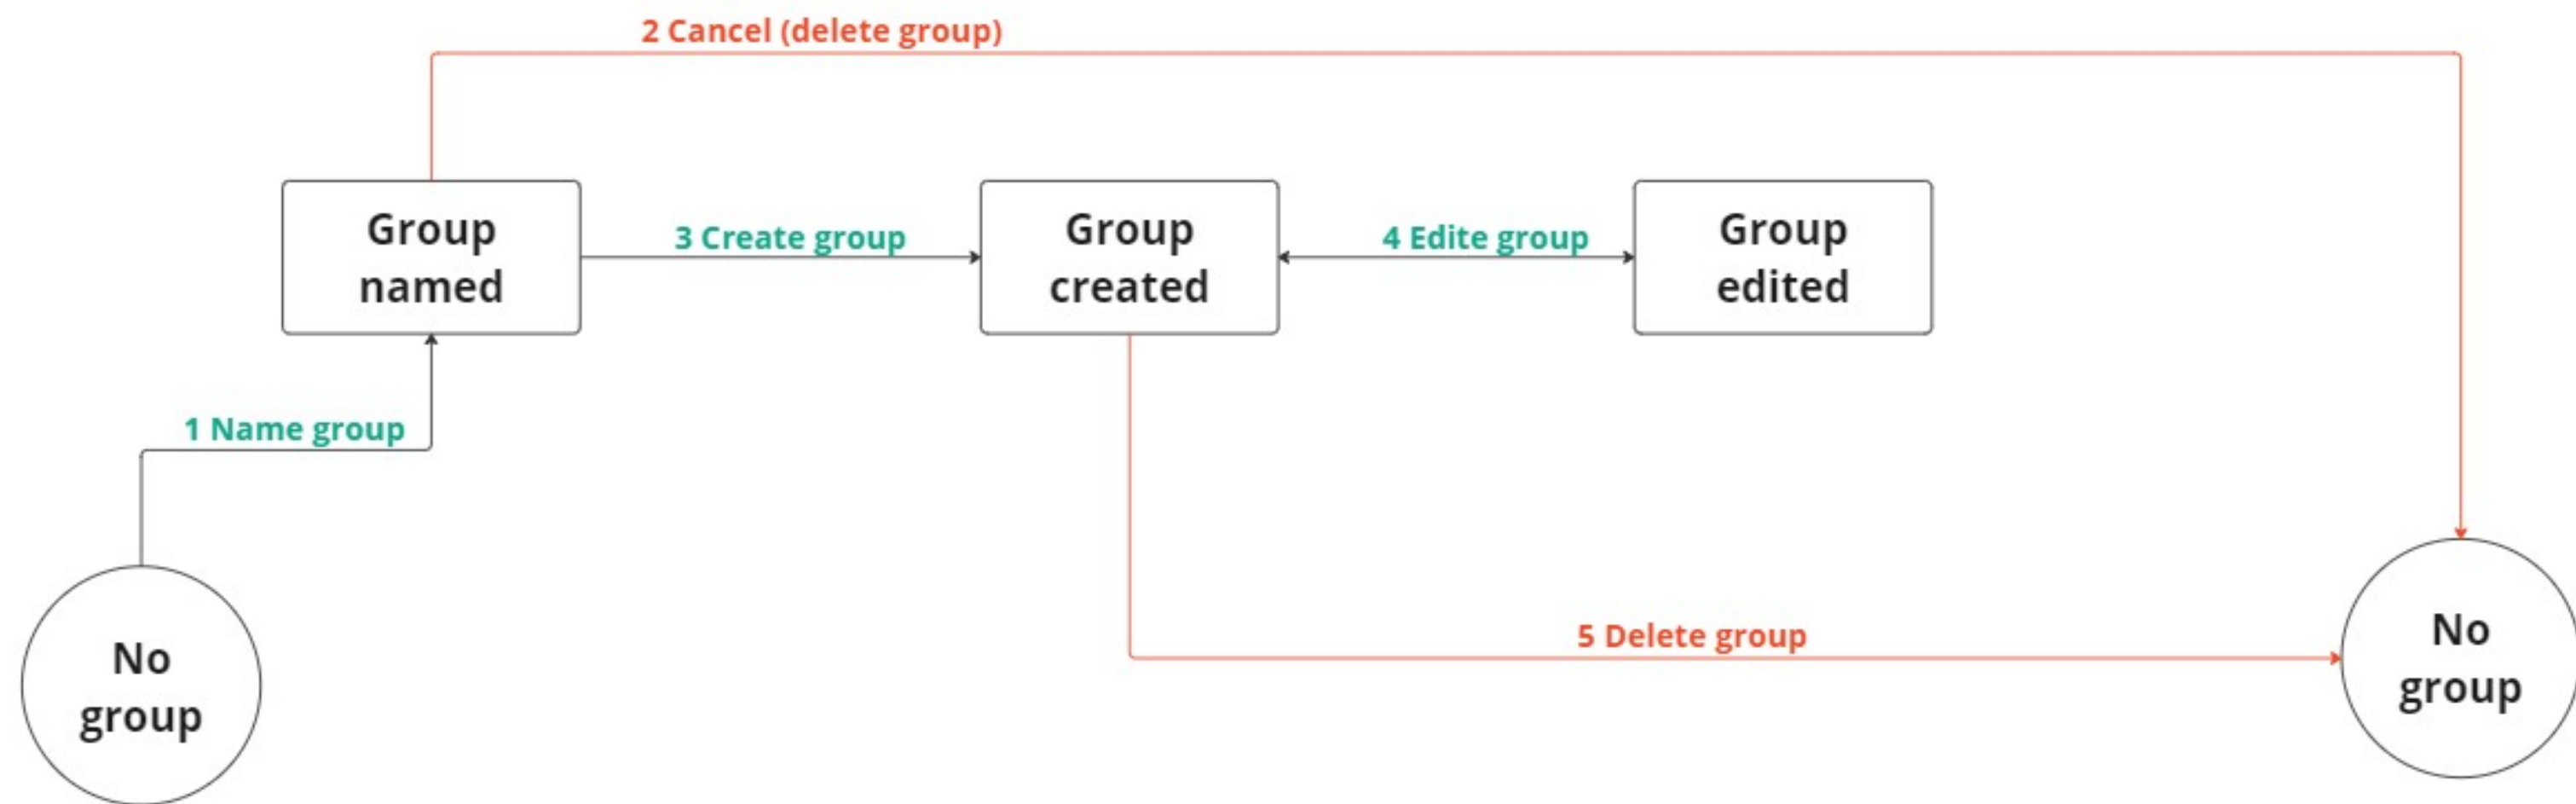 2 Cancel (delete group)
Group
named
3 Create group
Group
created
4 Edite group
Group
edited
1 Name group
No
group
5 Delete group
No
group